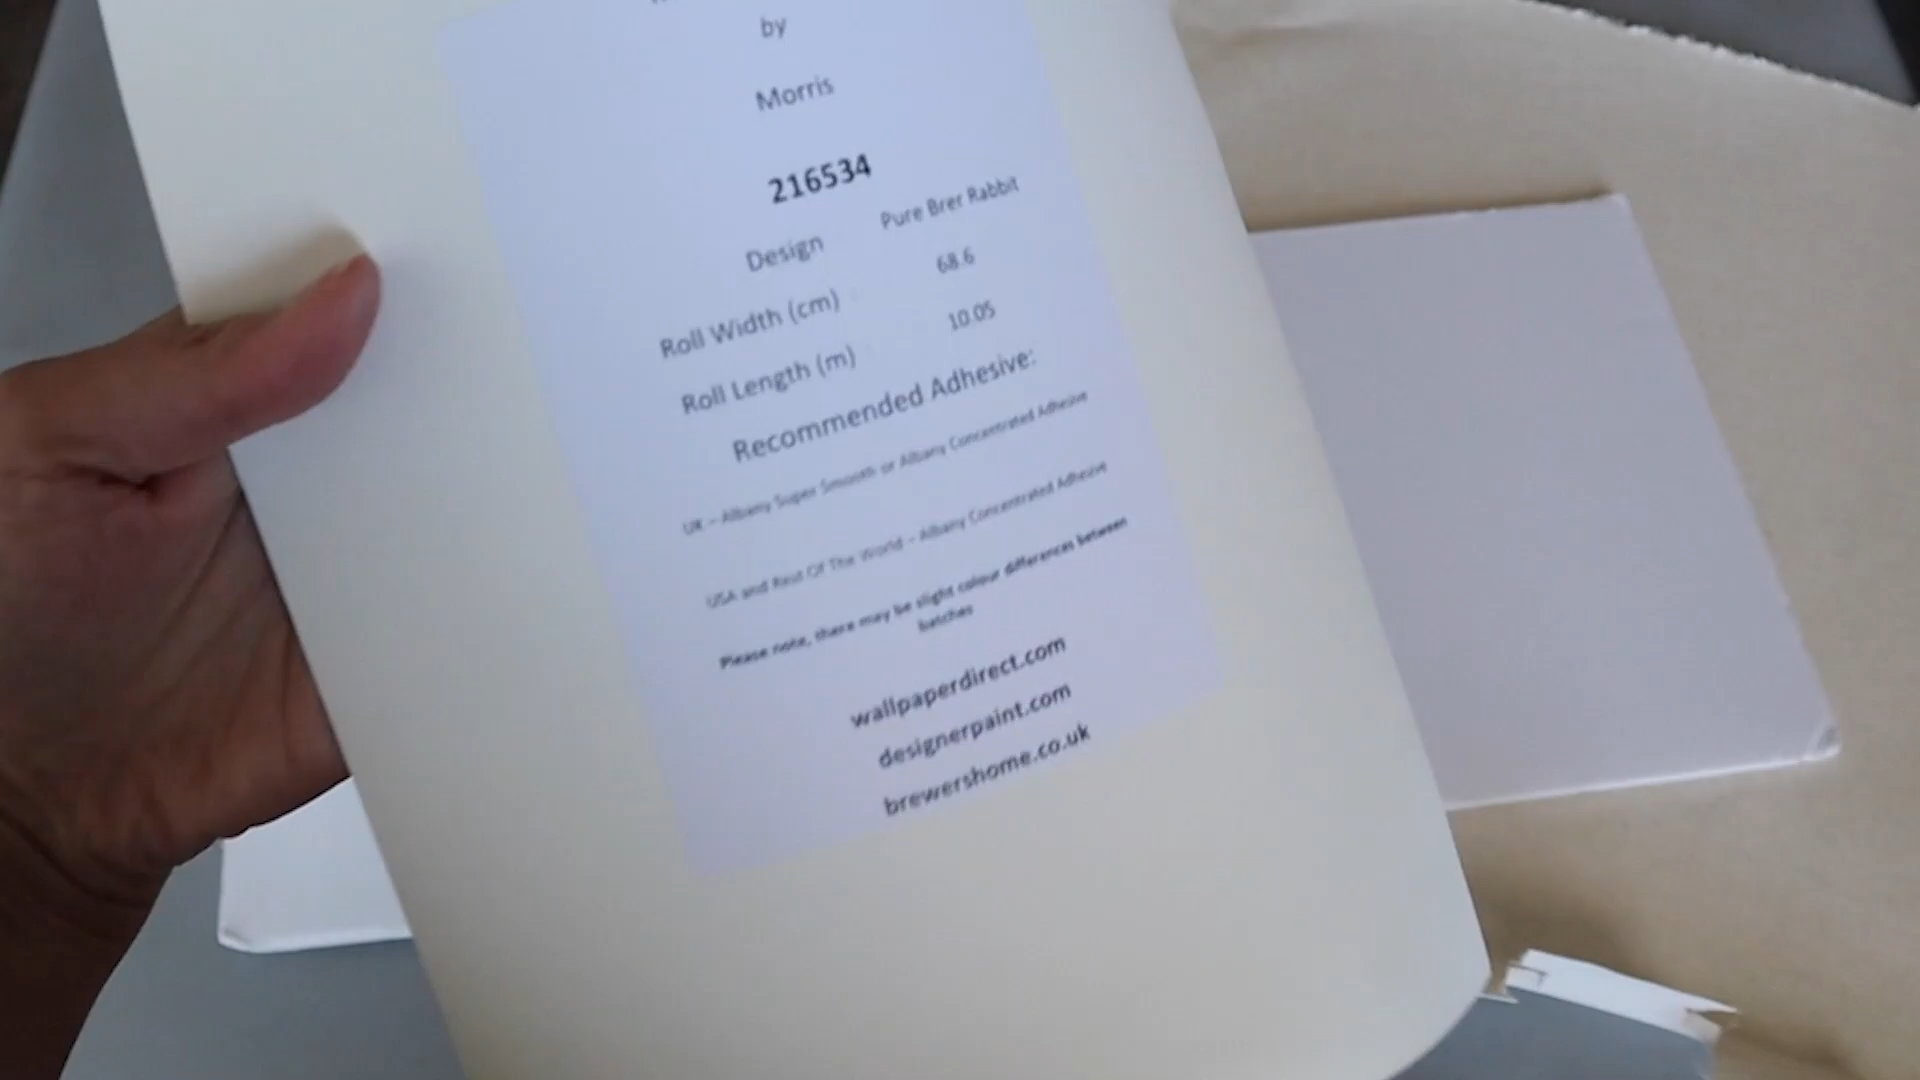 by
Morris
216534
Design Pure Brer Rabbit
Roll Width (cm) 68.6
Roll Length (m) 10.05
Recommended Adhesive:
UK – Albany Super Smooth or Albany Concentrated Adhesive
USA and Rest Of The World – Albany Concentrated Adhesive
Please note, there may be slight colour differences between
batches
wallpaperdirect.com
designerpaint.com
brewershome.co.uk